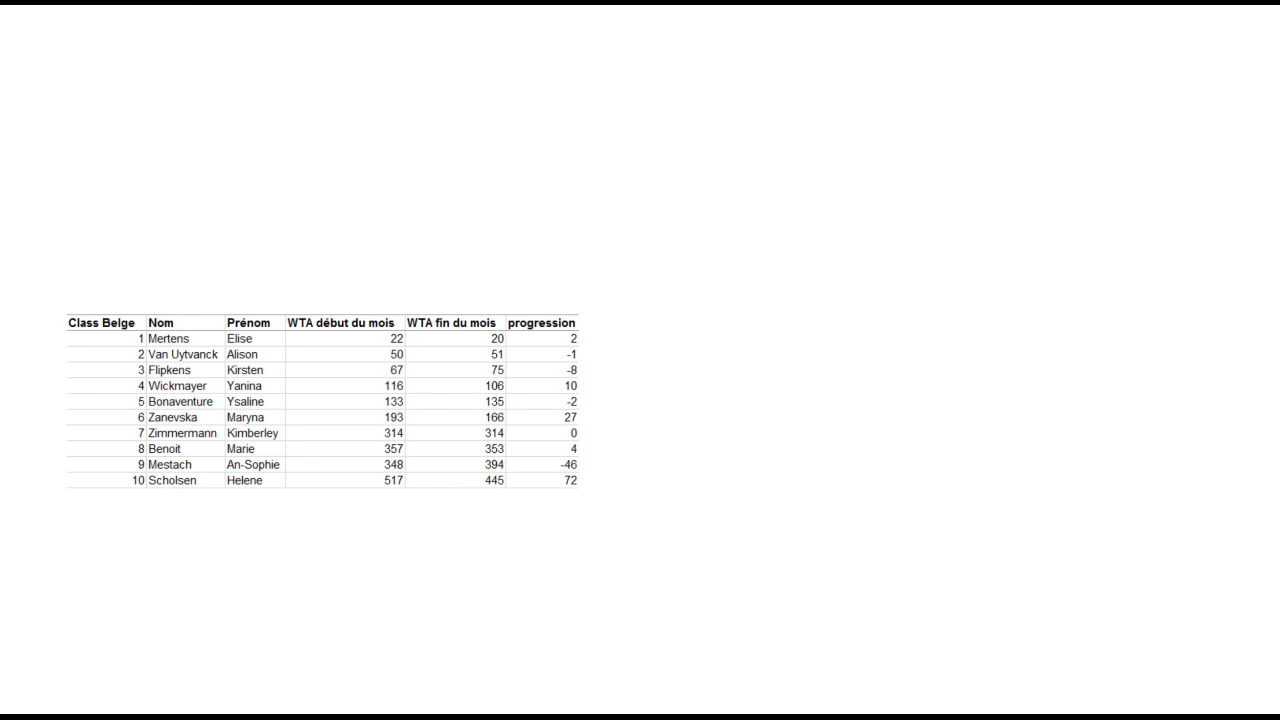 Class Belge Nom Prénom WTA début du mois WTA fin du mois progression
1 Mertens Elise 22 20 2
2 Van Uytvanck Alison 50 51 -1
3 Flipkens Kirsten 67 75 -8
4 Wickmayer Yanina 116 106 10
5 Bonaventure Ysaline 133 135 -2
6 Zanevska Maryna 193 166 27
7 Zimmermann Kimberley 314 314 0
8 Benoit Marie 357 353 4
9 Mestach An-Sophie 348 394 -46
10 Scholsen Helene 517 445 72